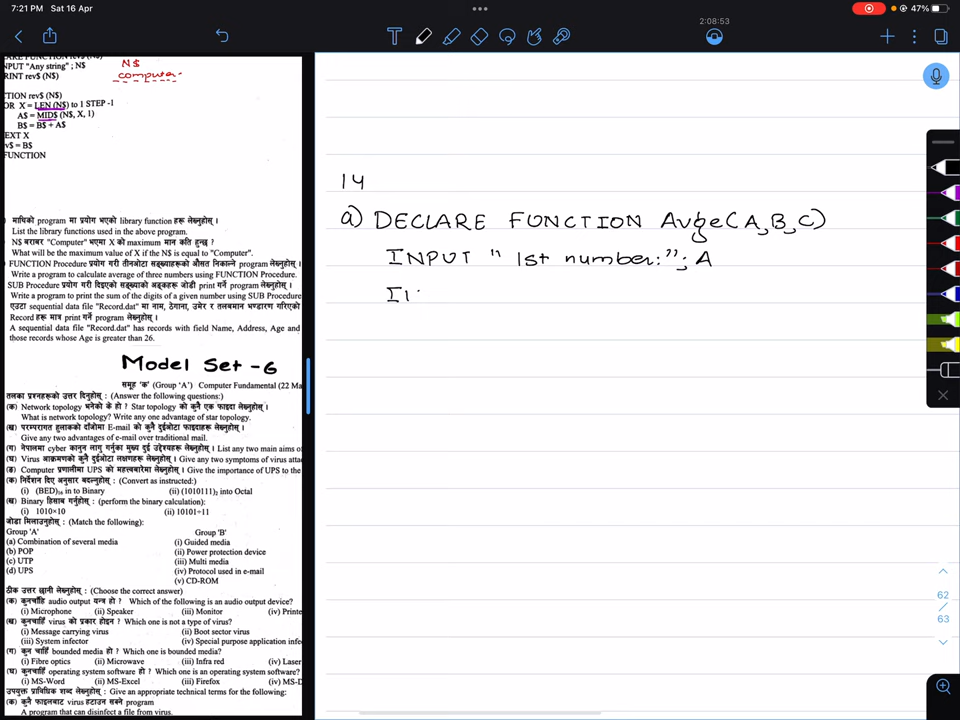 7:21 PM Sat 16 Apr
2:08:53
47%
NPUT "Any string" ; N$
RINT rev$ (N$)
N$
computer
CTION rev$ (N$)
OR X = LEN (N$) to 1 STEP -1
A$ = MID$ (N$, X, 1)
B$ = B$ + A$
EXT X
v$ = B$
FUNCTION
माथिको program मा प्रयोग भएको library function हरू लेख्नुहोस् ।
List the library functions used in the above program.
N$ बराबर "Computer" भएमा X को maximum मान कति हुन्छ ?
What will be the maximum value of X if the N$ is equal to "Computer".
FUNCTION Procedure प्रयोग गरी तीनओटा सङ्ख्याहरूको औसत निकाल्ने program लेख्नुहोस् ।
Write a program to calculate average of three numbers using FUNCTION Procedure.
SUB Procedure प्रयोग गरी दिइएको सङ्ख्याको अङ्कहरू जोडी print गर्ने program लेख्नुहोस् ।
Write a program to print the sum of the digits of a given number using SUB Procedure
एउटा sequential data file "Record.dat" मा नाम, ठेगाना, उमेर र तलबमान भण्डारण गरिएको
Record हरू मात्र print गर्ने program लेख्नुहोस् ।
A sequential data file "Record.dat" has records with field Name, Address, Age and
those records whose Age is greater than 26.
Model Set -6
समूह 'क' (Group 'A') Computer Fundamental (22 Ma
तलका प्रश्नहरूको उत्तर दिनुहोस् : (Answer the following questions:)
(क) Network topology भनेको के हो ? Star topology को कुनै एक फाइदा लेख्नुहोस् ।
What is network topology? Write any one advantage of star topology.
(ख) परम्परागत हुलाकको दाँजोमा E-mail को कुनै दुईओटा फाइदाहरू लेख्नुहोस् ।
Give any two advantages of e-mail over traditional mail.
(ग) नेपालमा cyber कानुन लागु गर्नुका मुख्य दुई उद्देश्यहरू लेख्नुहोस् । List any two main aims o
(घ) Virus आक्रमणको कुनै दुईओटा लक्षणहरू लेख्नुहोस् । Give any two symptoms of virus atta
(ङ) Computer प्रणालीमा UPS को महत्त्वबारेमा लेख्नुहोस् । Give the importance of UPS to the
(क) निर्देशन दिए अनुसार बदल्नुहोस् : (Convert as instructed:)
(i) (BED)₁₆ in to Binary (ii) (1010111)₂ into Octal
(ख) Binary हिसाब गर्नुहोस् : (perform the binary calculation):
(i) 1010×10 (ii) 10101÷11
जोडा मिलाउनुहोस् : (Match the following):
Group 'A' Group 'B'
(a) Combination of several media (i) Guided media
(b) POP (ii) Power protection device
(c) UTP (iii) Multi media
(d) UPS (iv) Protocol used in e-mail
(v) CD-ROM
ठीक उत्तर छानी लेख्नुहोस् : (Choose the correct answer)
(क) कुनचाहिँ audio output यन्त्र हो ? Which of the following is an audio output device?
(i) Microphone (ii) Speaker (iii) Monitor (iv) Printe
(ख) कुनचाहिँ virus को प्रकार होइन ? Which one is not a type of virus?
(i) Message carrying virus (ii) Boot sector virus
(iii) System infector (iv) Special purpose application infe
(ग) कुन चाहिँ bounded media हो ? Which one is bounded media?
(i) Fibre optics (ii) Microwave (iii) Infra red (iv) Laser
(घ) कुनचाहिँ operating system software हो ? Which one is an operating system software?
(i) MS-Word (ii) MS-Excel (iii) Firefox (iv) MS-D
उपयुक्त प्राविधिक शब्द लेख्नुहोस् : Give an appropriate technical terms for the following:
(क) कुनै फाइलबाट virus हटाउन सक्ने program
A program that can disinfect a file from virus.
14
a) DECLARE FUNCTION Avge(A,B,C)
INPUT "1st number:"; A
62
/
63